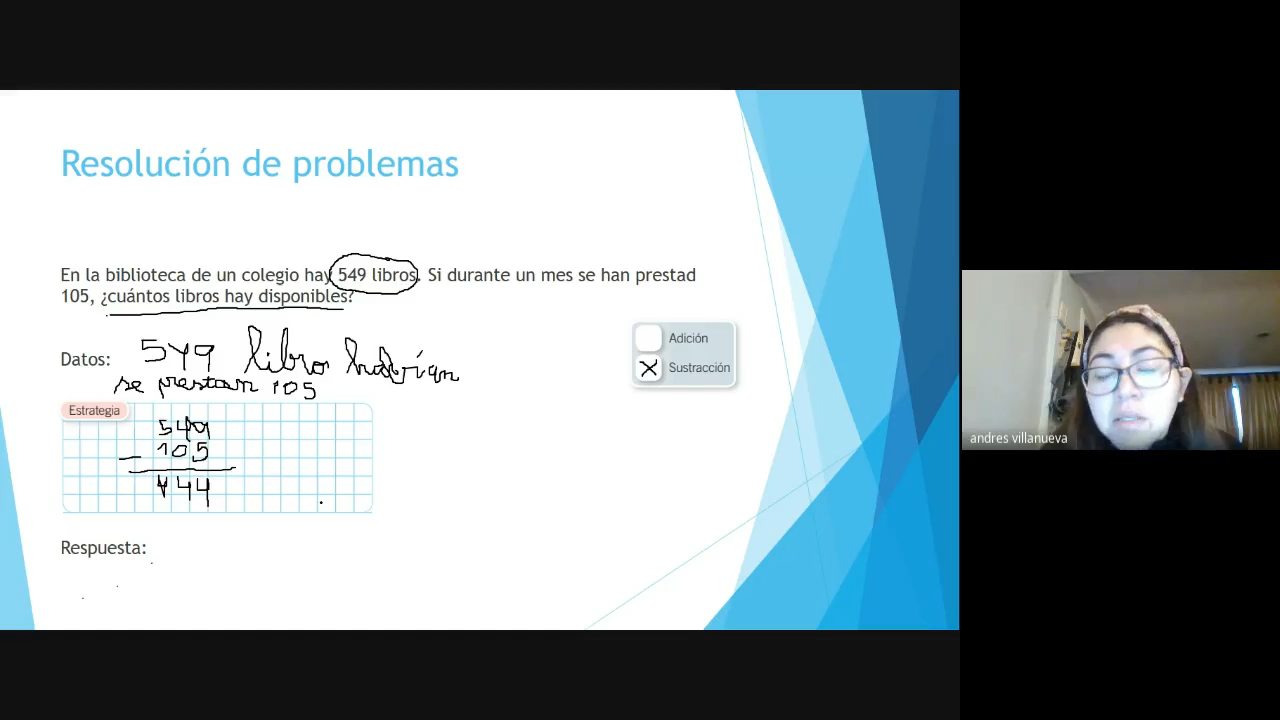 Resolución de problemas
En la biblioteca de un colegio hay 549 libros. Si durante un mes se han prestad
105, ¿cuántos libros hay disponibles?
Datos: 549 libro habrían
se prestan 105
Adición
X Sustracción
Estrategia
549
- 105
444
Respuesta:
andres villanueva